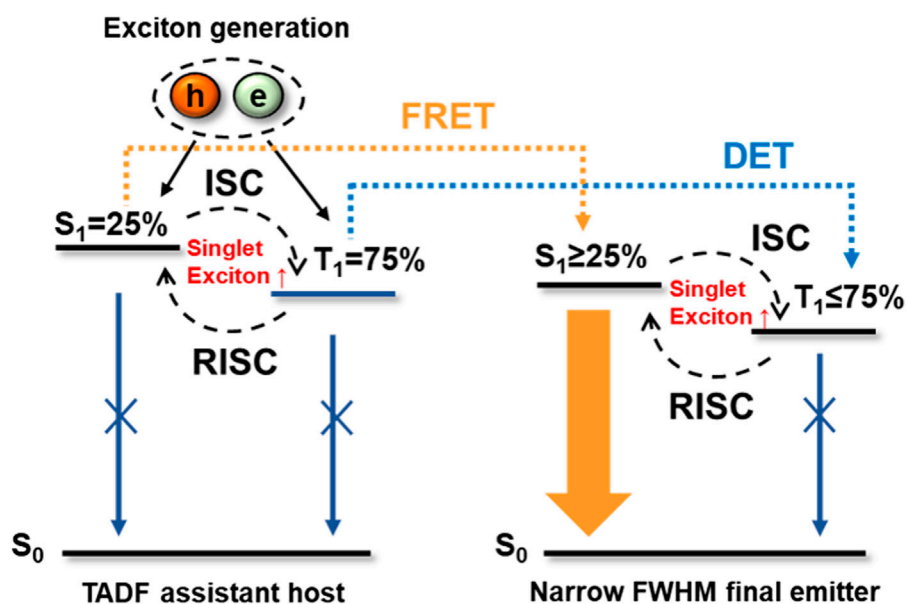 Exciton generation
h e
FRET
DET
ISC
S₁=25%
Singlet
Exciton ↑
T₁=75%
RISC
ISC
S₁≥25%
Singlet
Exciton ↑
T₁≤75%
RISC
S₀
S₀
TADF assistant host
Narrow FWHM final emitter